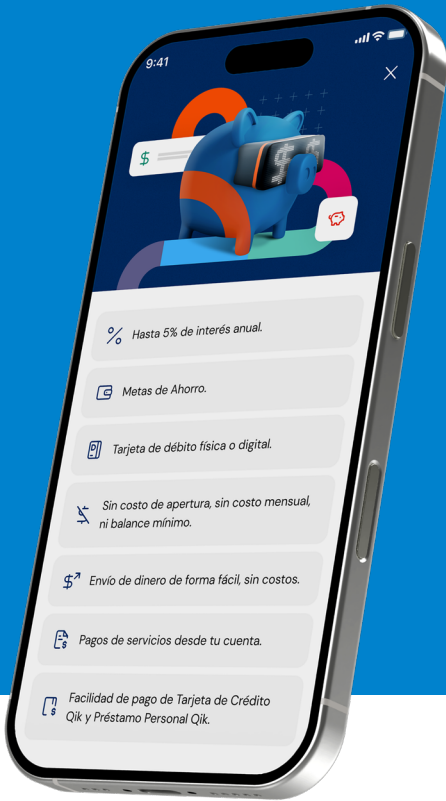 9:41
$
Hasta 5% de interés anual.
Metas de Ahorro.
Tarjeta de débito física o digital.
Sin costo de apertura, sin costo mensual,
ni balance mínimo.
Envío de dinero de forma fácil, sin costos.
Pagos de servicios desde tu cuenta.
Facilidad de pago de Tarjeta de Crédito
Qik y Préstamo Personal Qik.